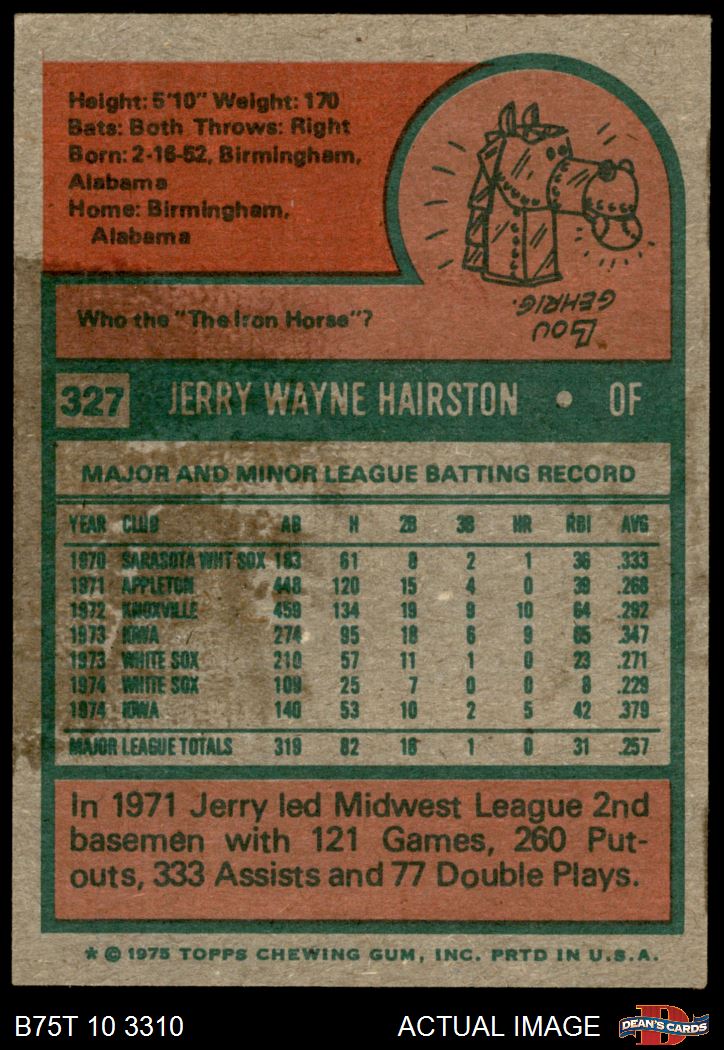 Height: 5'10" Weight: 170
Bats: Both Throws: Right
Born: 2-16-52, Birmingham,
Alabama
Home: Birmingham,
Alabama
Who the "The Iron Horse"?
LOU
GEHRIG.
327 JERRY WAYNE HAIRSTON • OF
MAJOR AND MINOR LEAGUE BATTING RECORD
YEAR CLUB AB H 2B 3B HR RBI AVG
1970 SARASOTA WHT SOX 183 61 8 2 1 36 .333
1971 APPLETON 448 120 15 4 0 39 .268
1972 KNOXVILLE 459 134 19 9 10 64 .292
1973 IOWA 274 95 18 6 9 65 .347
1973 WHITE SOX 210 57 11 1 0 23 .271
1974 WHITE SOX 109 25 7 0 0 8 .229
1974 IOWA 140 53 10 2 5 42 .379
MAJOR LEAGUE TOTALS 319 82 18 1 0 31 .257
In 1971 Jerry led Midwest League 2nd
basemen with 121 Games, 260 Put-
outs, 333 Assists and 77 Double Plays.
* © 1975 TOPPS CHEWING GUM, INC. PRTD IN U.S.A.
B75T 10 3310 ACTUAL IMAGE D DEAN'S CARDS